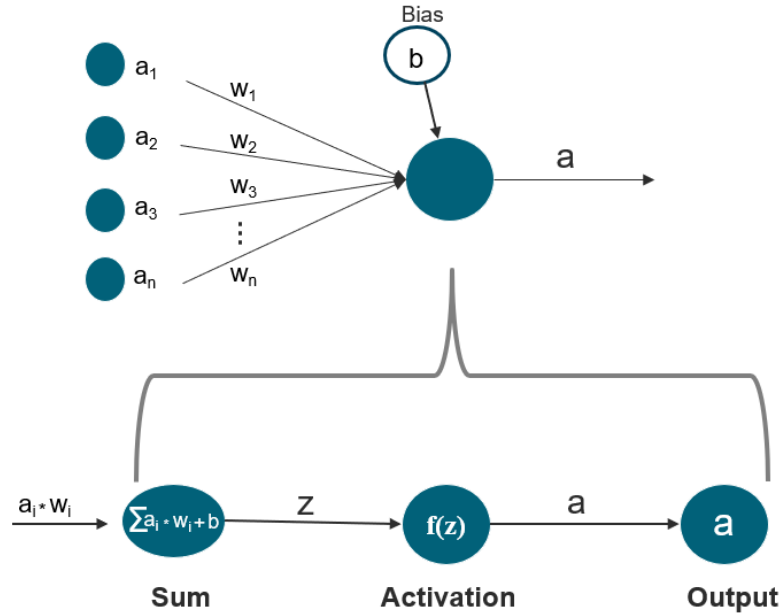 Bias
b
a₁
w₁
a₂
w₂
a
a₃
w₃
⋮
aₙ
wₙ
aᵢ * wᵢ
∑aᵢ * wᵢ+b
z
f(z)
a
a
Sum
Activation
Output